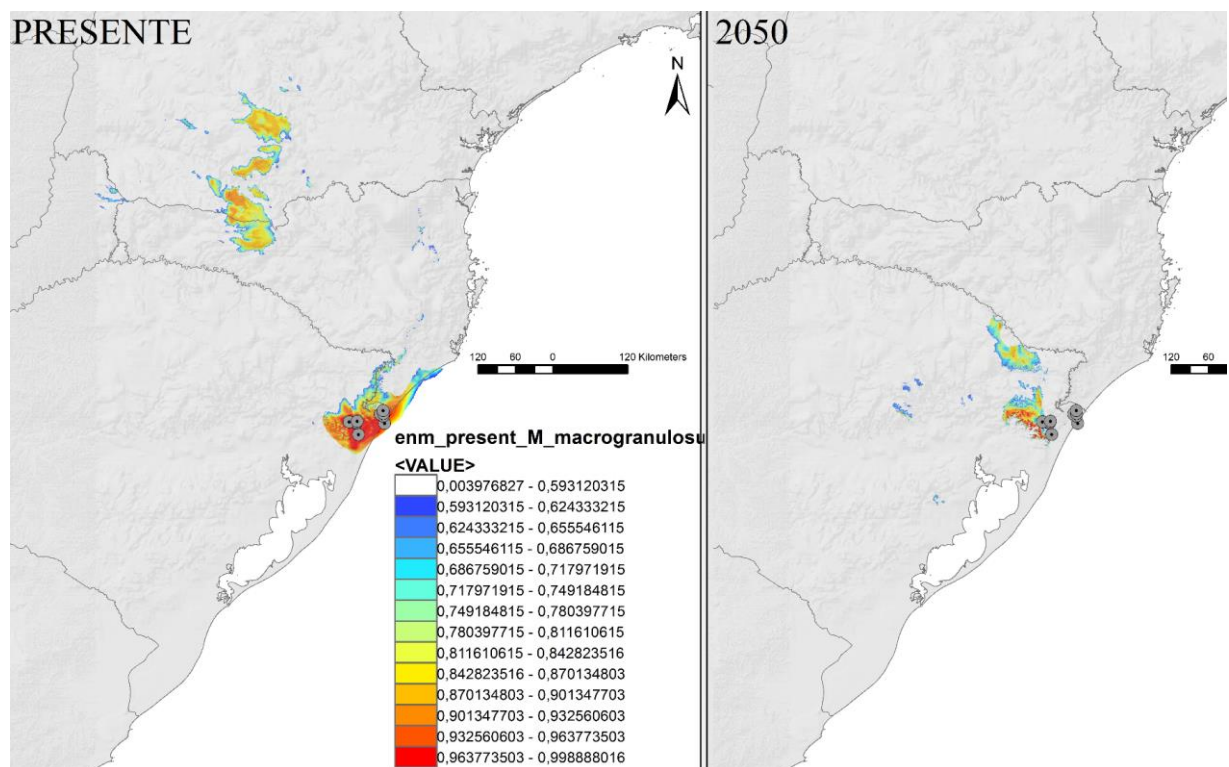 PRESENTE
2050
N
120 60 0 120 Kilometers
120 60
enm_present_M_macrogranulosu
<VALUE>
0,003976827 - 0,593120315
0,593120315 - 0,624333215
0,624333215 - 0,655546115
0,655546115 - 0,686759015
0,686759015 - 0,717971915
0,717971915 - 0,749184815
0,749184815 - 0,780397715
0,780397715 - 0,811610615
0,811610615 - 0,842823516
0,842823516 - 0,870134803
0,870134803 - 0,901347703
0,901347703 - 0,932560603
0,932560603 - 0,963773503
0,963773503 - 0,998888016